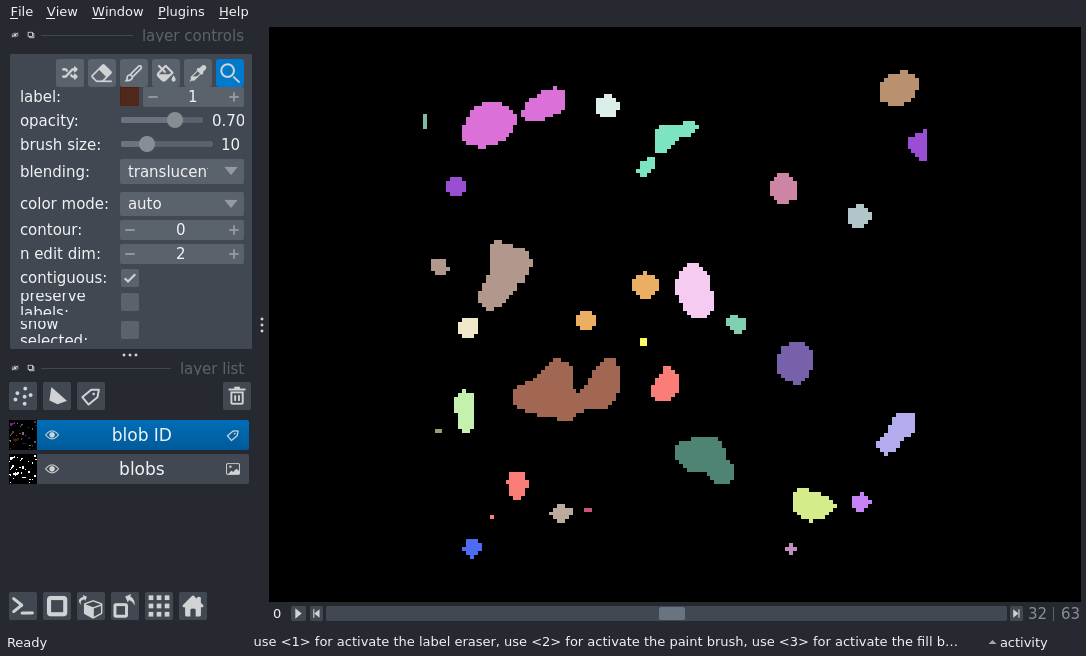 File View Window Plugins Help
layer controls
label: 1
opacity: 0.70
brush size: 10
blending: translucen
color mode: auto
contour: 0
n edit dim: 2
contiguous:
preserve
labels:
show
selected:
layer list
blob ID
blobs
0 32 63
Ready use <1> for activate the label eraser, use <2> for activate the paint brush, use <3> for activate the fill b... activity